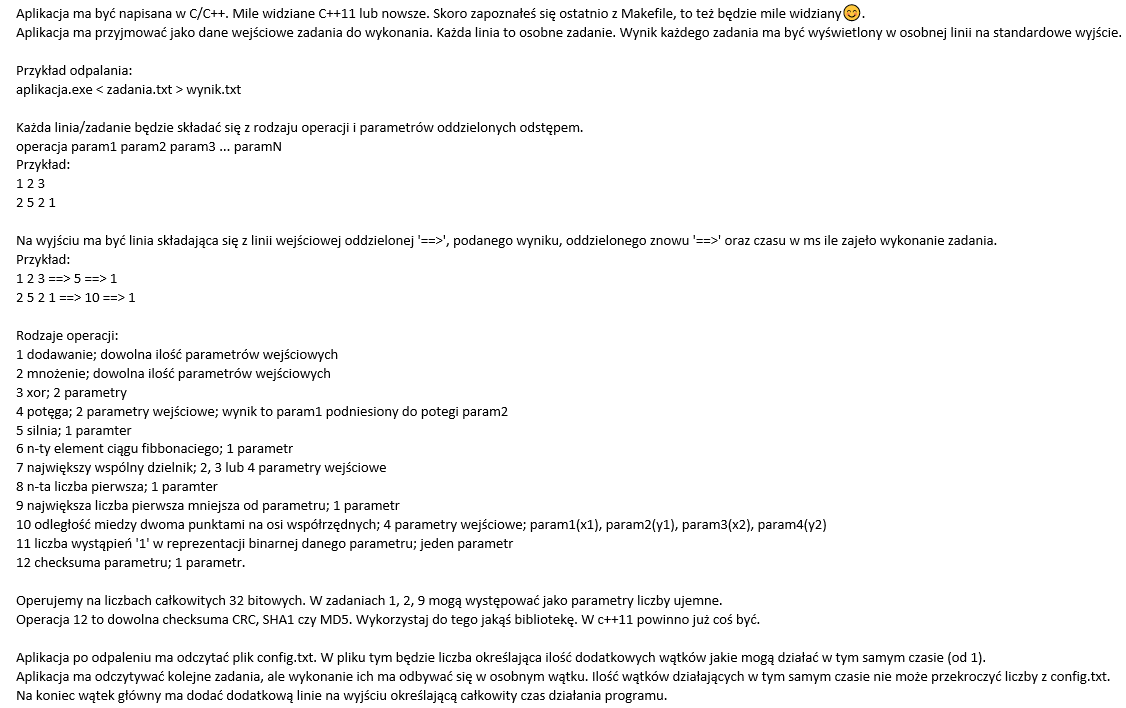 Aplikacja ma być napisana w C/C++. Mile widziane C++11 lub nowsze. Skoro zapoznałeś się ostatnio z Makefile, to też będzie mile widziany😊.
Aplikacja ma przyjmować jako dane wejściowe zadania do wykonania. Każda linia to osobne zadanie. Wynik każdego zadania ma być wyświetlony w osobnej linii na standardowe wyjście.
Przykład odpalania:
aplikacja.exe < zadania.txt > wynik.txt
Każda linia/zadanie będzie składać się z rodzaju operacji i parametrów oddzielonych odstępem.
operacja param1 param2 param3 ... paramN
Przykład:
1 2 3
2 5 2 1
Na wyjściu ma być linia składająca się z linii wejściowej oddzielonej '==>', podanego wyniku, oddzielonego znowu '==>' oraz czasu w ms ile zajeło wykonanie zadania.
Przykład:
1 2 3 ==> 5 ==> 1
2 5 2 1 ==> 10 ==> 1
Rodzaje operacji:
1 dodawanie; dowolna ilość parametrów wejściowych
2 mnożenie; dowolna ilość parametrów wejściowych
3 xor; 2 parametry
4 potęga; 2 parametry wejściowe; wynik to param1 podniesiony do potegi param2
5 silnia; 1 paramter
6 n-ty element ciągu fibbonaciego; 1 parametr
7 największy wspólny dzielnik; 2, 3 lub 4 parametry wejściowe
8 n-ta liczba pierwsza; 1 paramter
9 największa liczba pierwsza mniejsza od parametru; 1 parametr
10 odległość miedzy dwoma punktami na osi współrzędnych; 4 parametry wejściowe; param1(x1), param2(y1), param3(x2), param4(y2)
11 liczba wystąpień '1' w reprezentacji binarnej danego parametru; jeden parametr
12 checksuma parametru; 1 parametr.
Operujemy na liczbach całkowitych 32 bitowych. W zadaniach 1, 2, 9 mogą występować jako parametry liczby ujemne.
Operacja 12 to dowolna checksuma CRC, SHA1 czy MD5. Wykorzystaj do tego jakąś bibliotekę. W c++11 powinno już coś być.
Aplikacja po odpaleniu ma odczytać plik config.txt. W pliku tym będzie liczba określająca ilość dodatkowych wątków jakie mogą działać w tym samym czasie (od 1).
Aplikacja ma odczytywać kolejne zadania, ale wykonanie ich ma odbywać się w osobnym wątku. Ilość wątków działających w tym samym czasie nie może przekroczyć liczby z config.txt.
Na koniec wątek główny ma dodać dodatkową linie na wyjściu określającą całkowity czas działania programu.